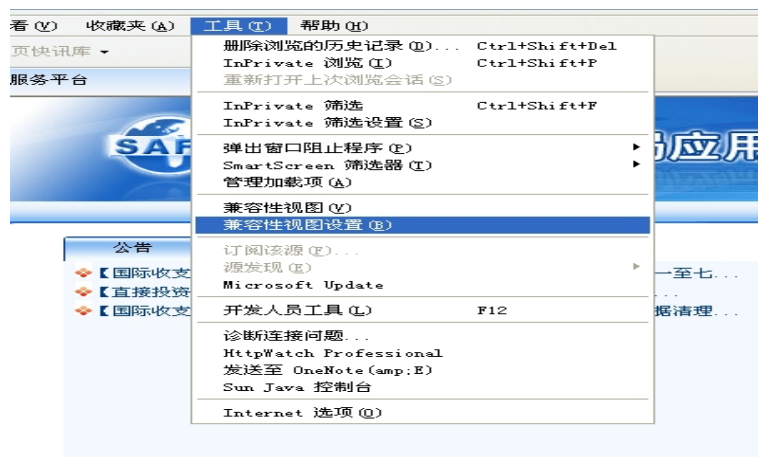 看(V) 收藏夹(A) 工具(T) 帮助(H)
页快讯库
服务平台
删除浏览的历史记录(D)... Ctrl+Shift+Del
InPrivate 浏览(I) Ctrl+Shift+P
重新打开上次浏览会话(S)
InPrivate 筛选 Ctrl+Shift+F
InPrivate 筛选设置(S)
弹出窗口阻止程序(P)
SmartScreen 筛选器(T)
管理加载项(A)
兼容性视图(V)
兼容性视图设置(B)
订阅该源(F)...
源发现(E)
Microsoft Update
开发人员工具(L) F12
诊断连接问题...
HttpWatch Professional
发送至 OneNote(amp;E)
Sun Java 控制台
Internet 选项(O)
SAF
应用
公告
【国际收支
一至七...
【直接投资
...
【国际收支
据清理...